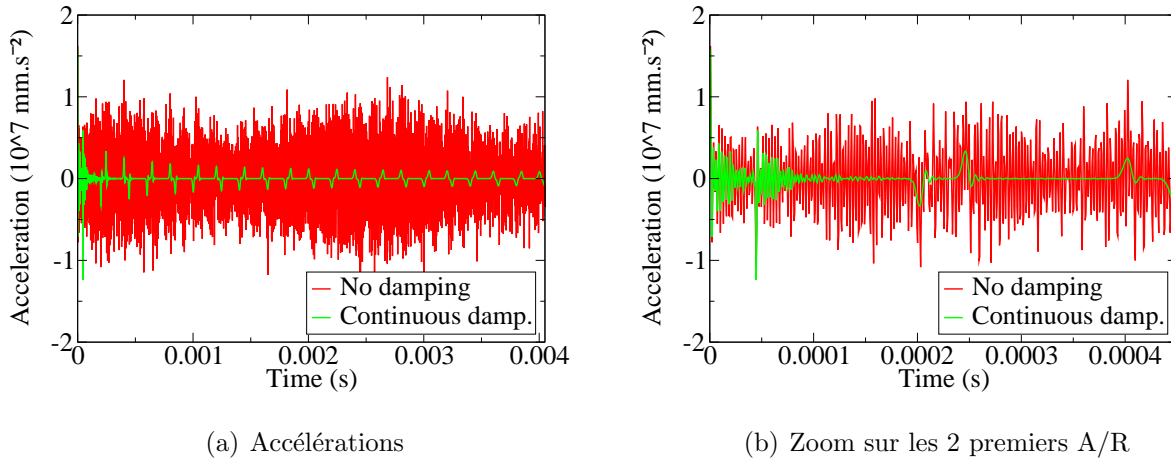 2
1
0
-1
-2
Acceleration (10^7 mm.s⁻²)
0
0.001
0.002
0.003
0.004
Time (s)
No damping
Continuous damp.
(a) Accélérations
2
1
0
-1
-2
Acceleration (10^7 mm.s⁻²)
0
0.0001
0.0002
0.0003
0.0004
Time (s)
No damping
Continuous damp.
(b) Zoom sur les 2 premiers A/R